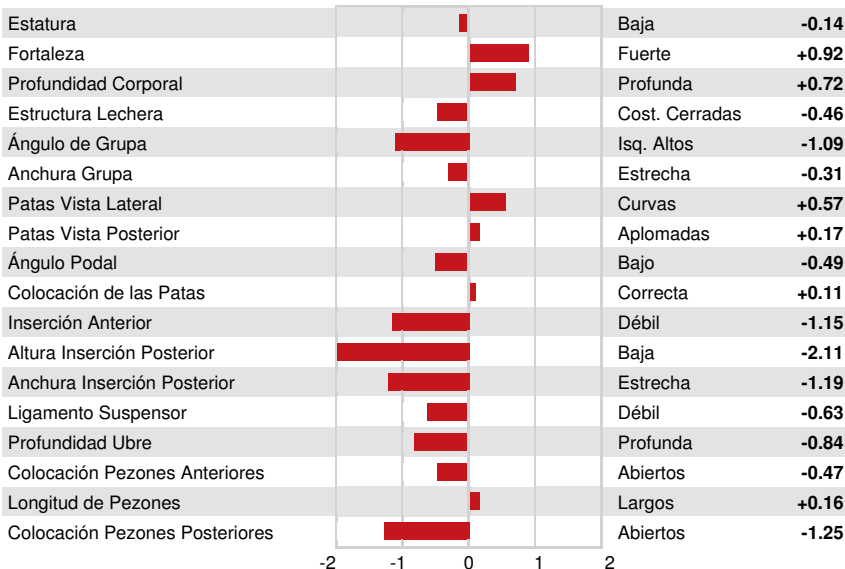 Estatura Baja -0.14
Fortaleza Fuerte +0.92
Profundidad Corporal Profunda +0.72
Estructura Lechera Cost. Cerradas -0.46
Ángulo de Grupa Isq. Altos -1.09
Anchura Grupa Estrecha -0.31
Patas Vista Lateral Curvas +0.57
Patas Vista Posterior Aplomadas +0.17
Ángulo Podal Bajo -0.49
Colocación de las Patas Correcta +0.11
Inserción Anterior Débil -1.15
Altura Inserción Posterior Baja -2.11
Anchura Inserción Posterior Estrecha -1.19
Ligamento Suspensor Débil -0.63
Profundidad Ubre Profunda -0.84
Colocación Pezones Anteriores Abiertos -0.47
Longitud de Pezones Largos +0.16
Colocación Pezones Posteriores Abiertos -1.25
-2 -1 0 1 2